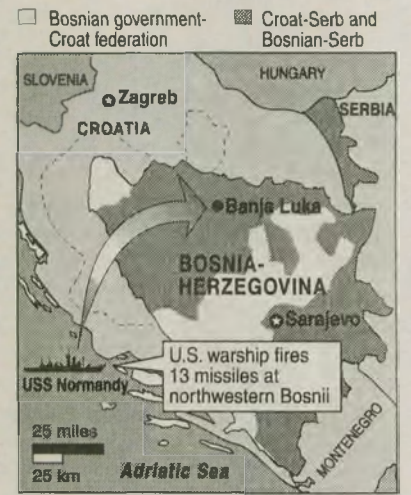 Bosnian government-
Croat federation
Croat-Serb and
Bosnian-Serb
SLOVENIA
HUNGARY
Zagreb
SERBIA
CROATIA
Banja Luka
BOSNIA-
HERZEGOVINA
Sarajevo
U.S. warship fires
13 missiles at
northwestern Bosnii
USS Normandy
MONTENEGRO
25 miles
25 km
Adriatic Sea